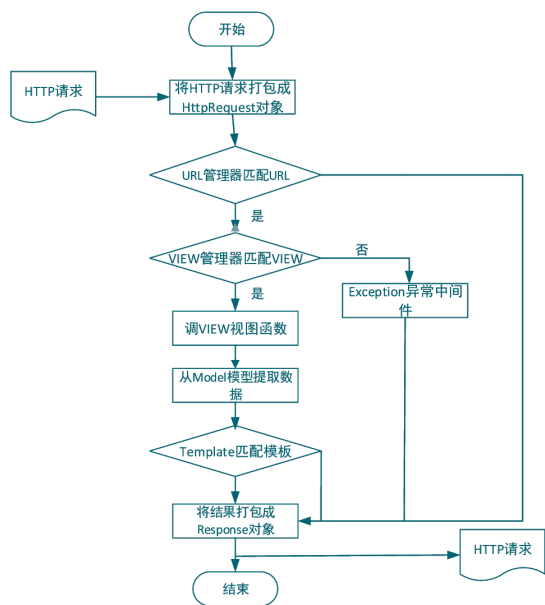 开始
HTTP请求
将HTTP请求打包成
HttpRequest对象
URL管理器匹配URL
是
VIEW管理器匹配VIEW
否
是
Exception异常中间
件
调VIEW视图函数
从Model模型提取数
据
Template匹配模板
将结果打包成
Response对象
HTTP请求
结束